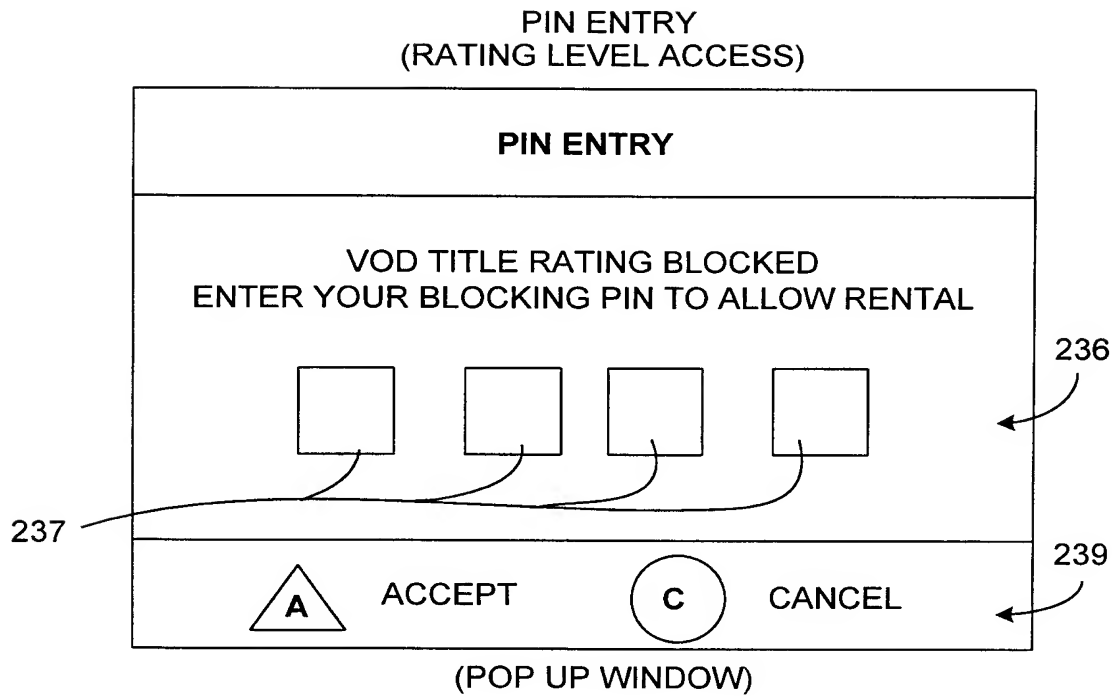 PIN ENTRY
(RATING LEVEL ACCESS)
PIN ENTRY
VOD TITLE RATING BLOCKED
ENTER YOUR BLOCKING PIN TO ALLOW RENTAL
236
237
239
A ACCEPT C CANCEL
(POP UP WINDOW)